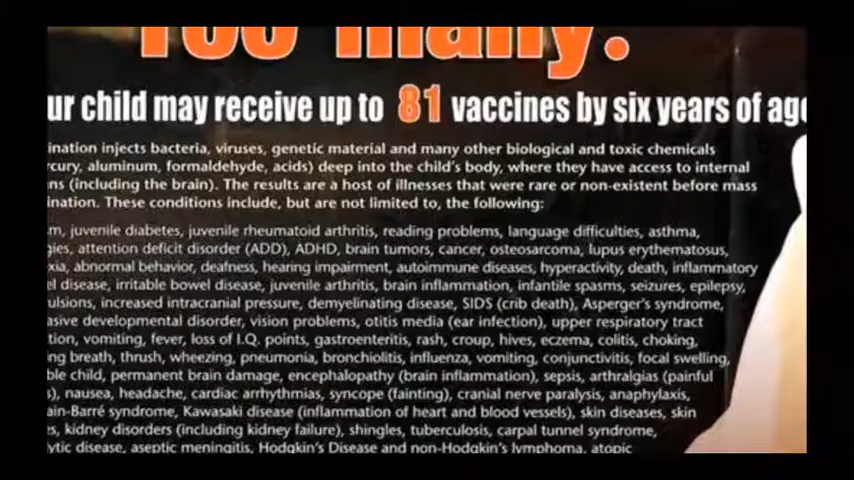 Too many.
ur child may receive up to 81 vaccines by six years of age
ination injects bacteria, viruses, genetic material and many other biological and toxic chemicals
rcury, aluminum, formaldehyde, acids) deep into the child's body, where they have access to internal
ns (including the brain). The results are a host of illnesses that were rare or non-existent before mass
ination. These conditions include, but are not limited to, the following:
m, juvenile diabetes, juvenile rheumatoid arthritis, reading problems, language difficulties, asthma,
gies, attention deficit disorder (ADD), ADHD, brain tumors, cancer, osteosarcoma, lupus erythematosus,
xia, abnormal behavior, deafness, hearing impairment, autoimmune diseases, hyperactivity, death, inflammatory
el disease, irritable bowel disease, juvenile arthritis, brain inflammation, infantile spasms, seizures, epilepsy,
ulsions, increased intracranial pressure, demyelinating disease, SIDS (crib death), Asperger's syndrome,
asive developmental disorder, vision problems, otitis media (ear infection), upper respiratory tract
tion, vomiting, fever, loss of I.Q. points, gastroenteritis, rash, croup, hives, eczema, colitis, choking,
ng breath, thrush, wheezing, pneumonia, bronchiolitis, influenza, vomiting, conjunctivitis, focal swelling,
ble child, permanent brain damage, encephalopathy (brain inflammation), sepsis, arthralgias (painful
s), nausea, headache, cardiac arrhythmias, syncope (fainting), cranial nerve paralysis, anaphylaxis,
ain-Barré syndrome, Kawasaki disease (inflammation of heart and blood vessels), skin diseases, skin
s, kidney disorders (including kidney failure), shingles, tuberculosis, carpal tunnel syndrome,
lytic disease, aseptic meningitis, Hodgkin's Disease and non-Hodgkin's lymphoma, atopic